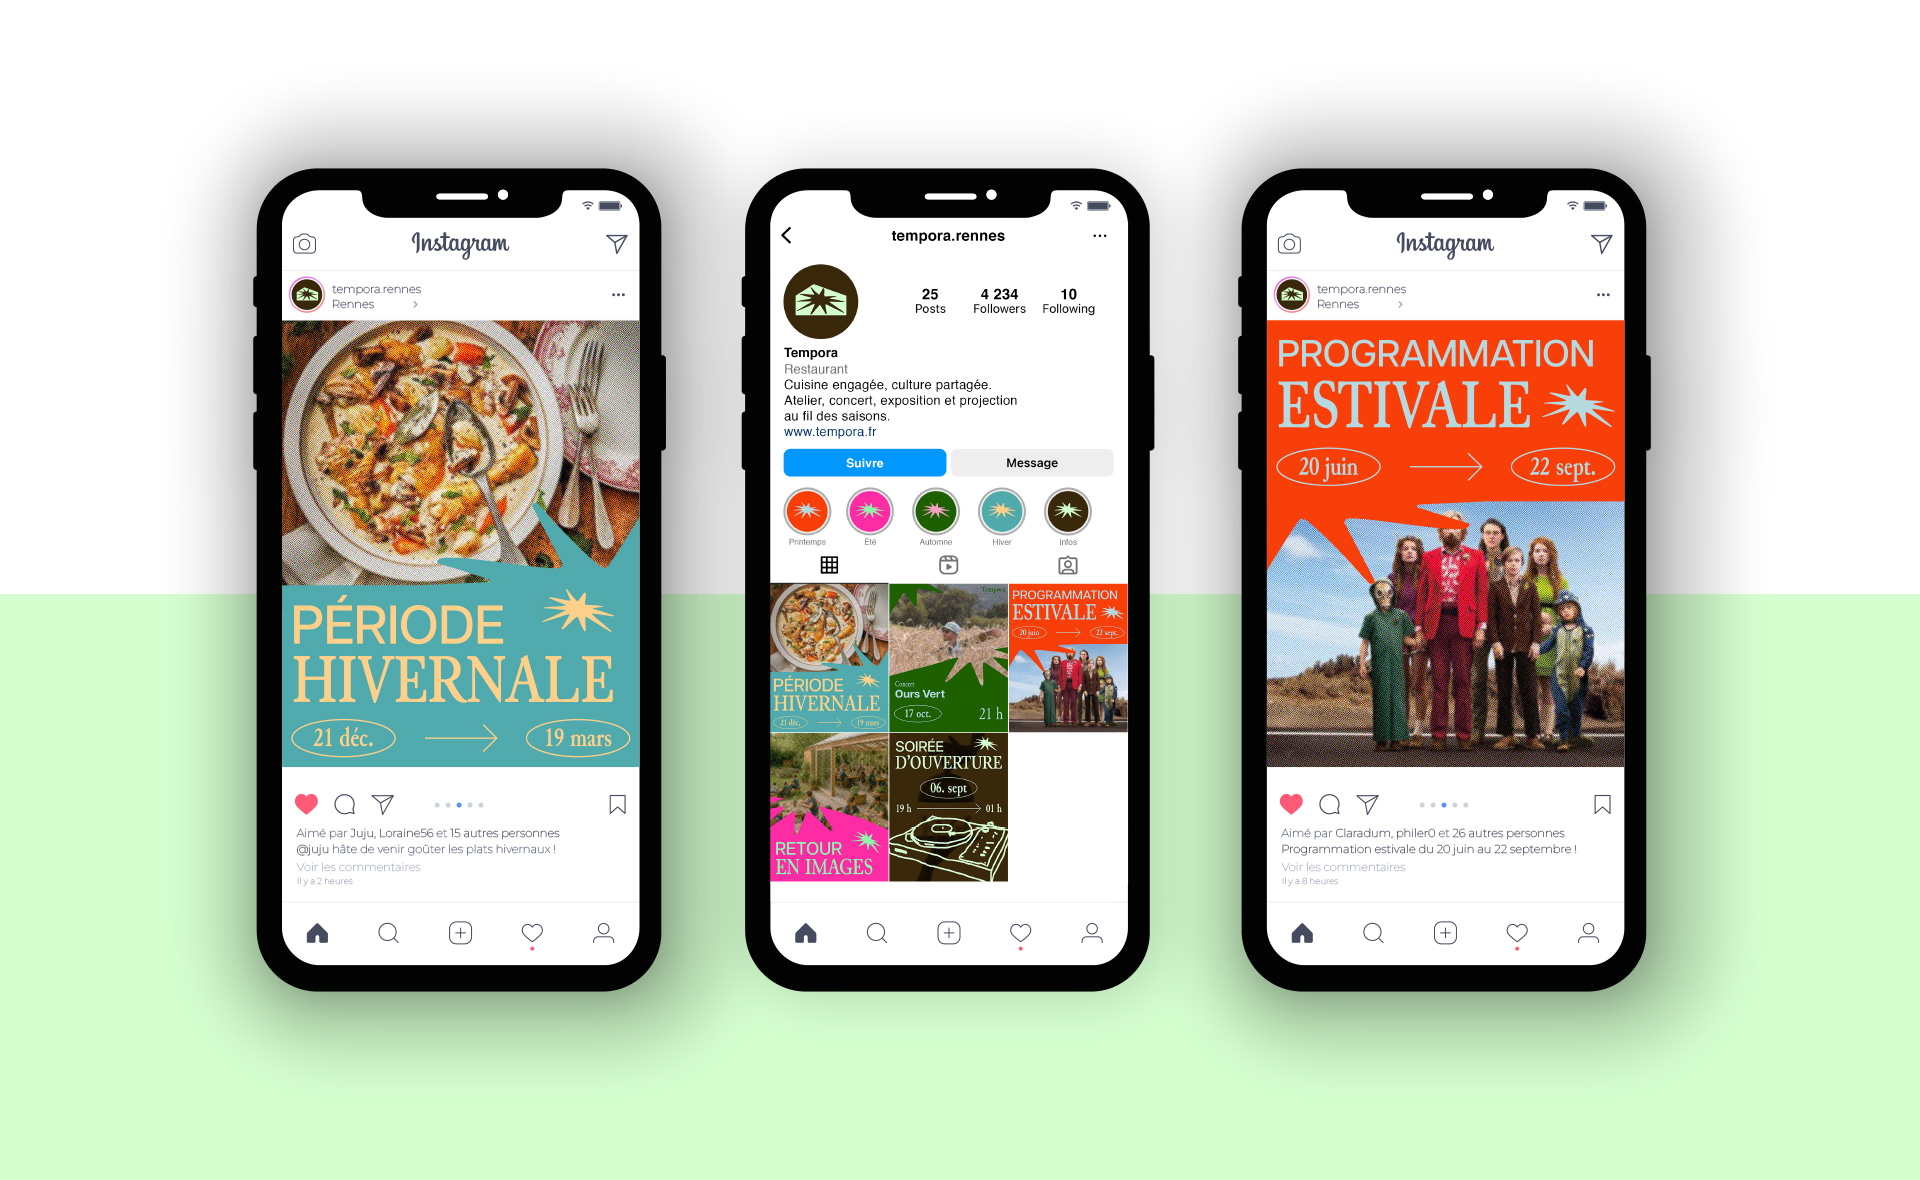 Instagram
tempora.rennes
Rennes
PÉRIODE
HIVERNALE
21 déc.
19 mars
Aimé par Juju, Loraine56 et 15 autres personnes
@juju hâte de venir goûter les plats hivernaux !
Voir les commentaires
Il y a 2 heures
tempora.rennes
25
4 234
10
Posts
Followers
Following
Tempora
Restaurant
Cuisine engagée, culture partagée.
Atelier, concert, exposition et projection
au fil des saisons.
www.tempora.fr
Suivre
Message
Printemps
Été
Automne
Hiver
Infos
PÉRIODE
HIVERNALE
21 déc.
19 mars
Tempora
Concert
Ours Vert
17 oct.
21 h
PROGRAMMATION
ESTIVALE
20 juin
22 sept.
RETOUR
EN IMAGES
SOIRÉE
D'OUVERTURE
06. sept
19 h
01 h
Instagram
tempora.rennes
Rennes
PROGRAMMATION
ESTIVALE
20 juin
22 sept.
Aimé par Claradum, philer0 et 26 autres personnes
Programmation estivale du 20 juin au 22 septembre !
Voir les commentaires
Il y a 8 heures